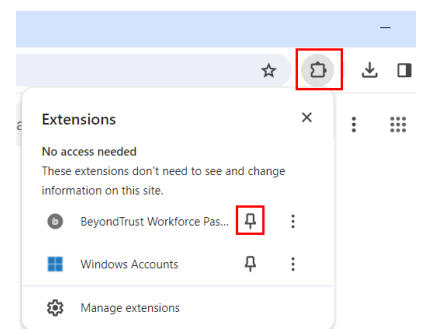 Extensions
No access needed
These extensions don't need to see and change
information on this site.
BeyondTrust Workforce Pas...
Windows Accounts
Manage extensions